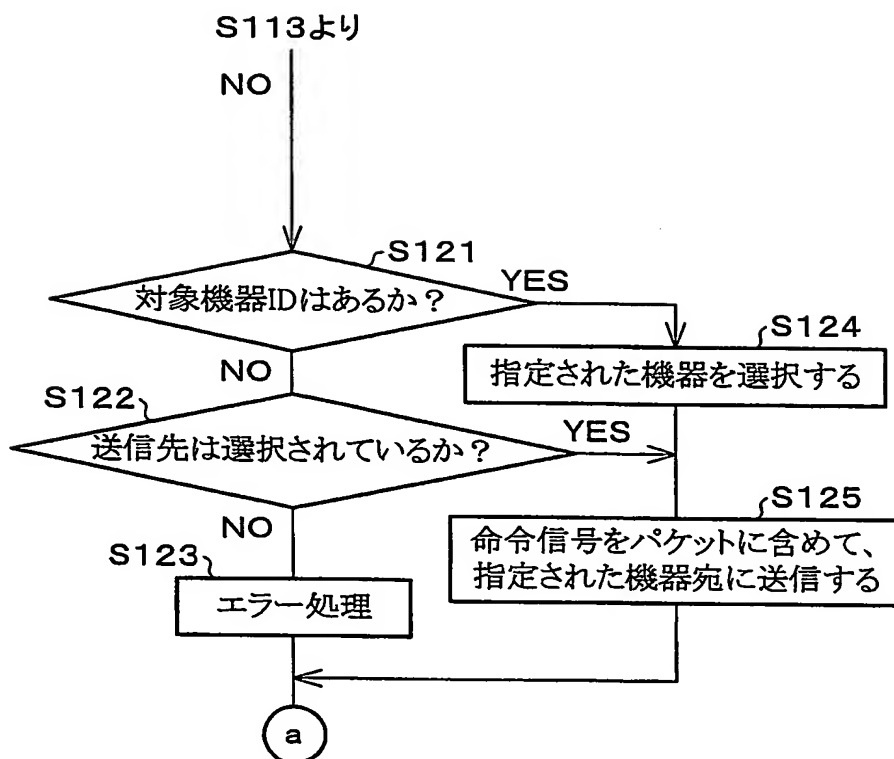 S113より
NO
S121
対象機器IDはあるか?
YES
S124
指定された機器を選択する
NO
S122
送信先は選択されているか?
YES
S125
命令信号をパケットに含めて、
指定された機器宛に送信する
NO
S123
エラー処理
a